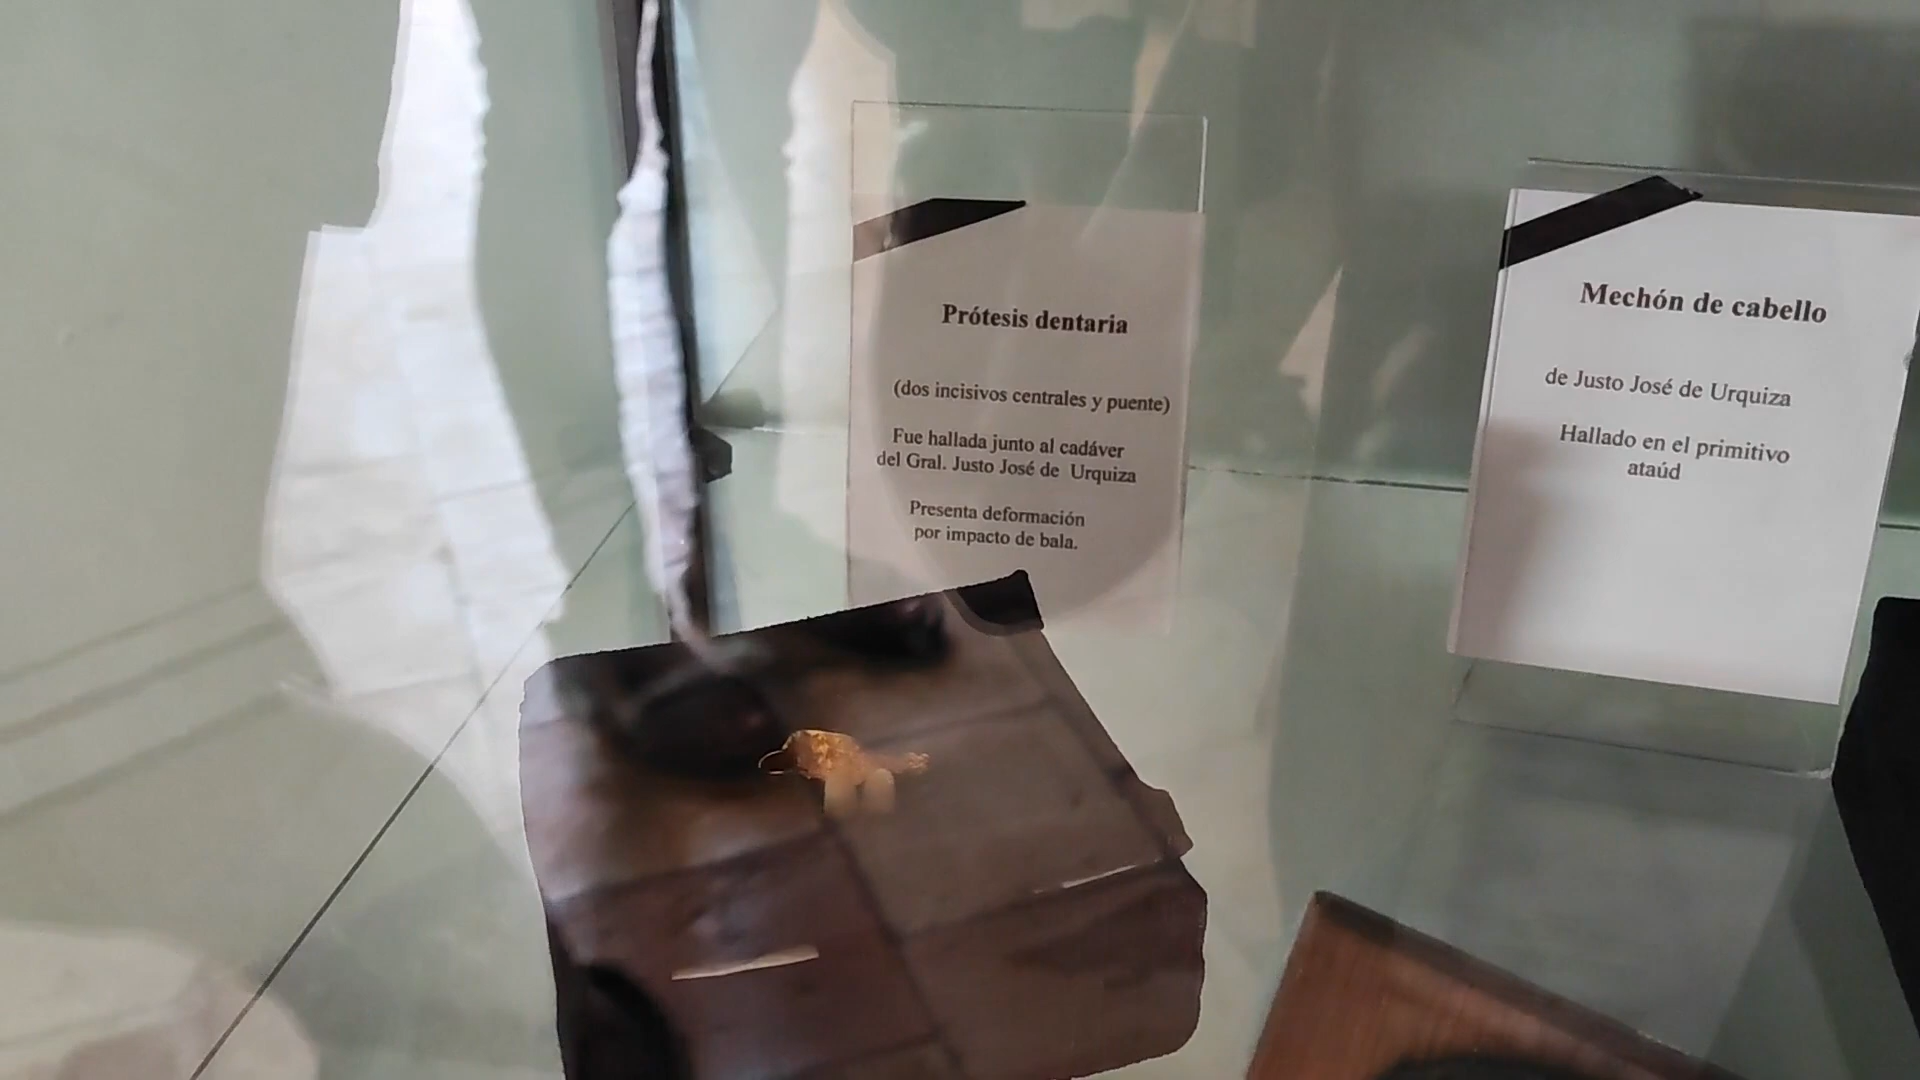 Prótesis dentaria
(dos incisivos centrales y puente)
Fue hallada junto al cadáver
del Gral. Justo José de Urquiza
Presenta deformación
por impacto de bala.
Mechón de cabello
de Justo José de Urquiza
Hallado en el primitivo
ataúd